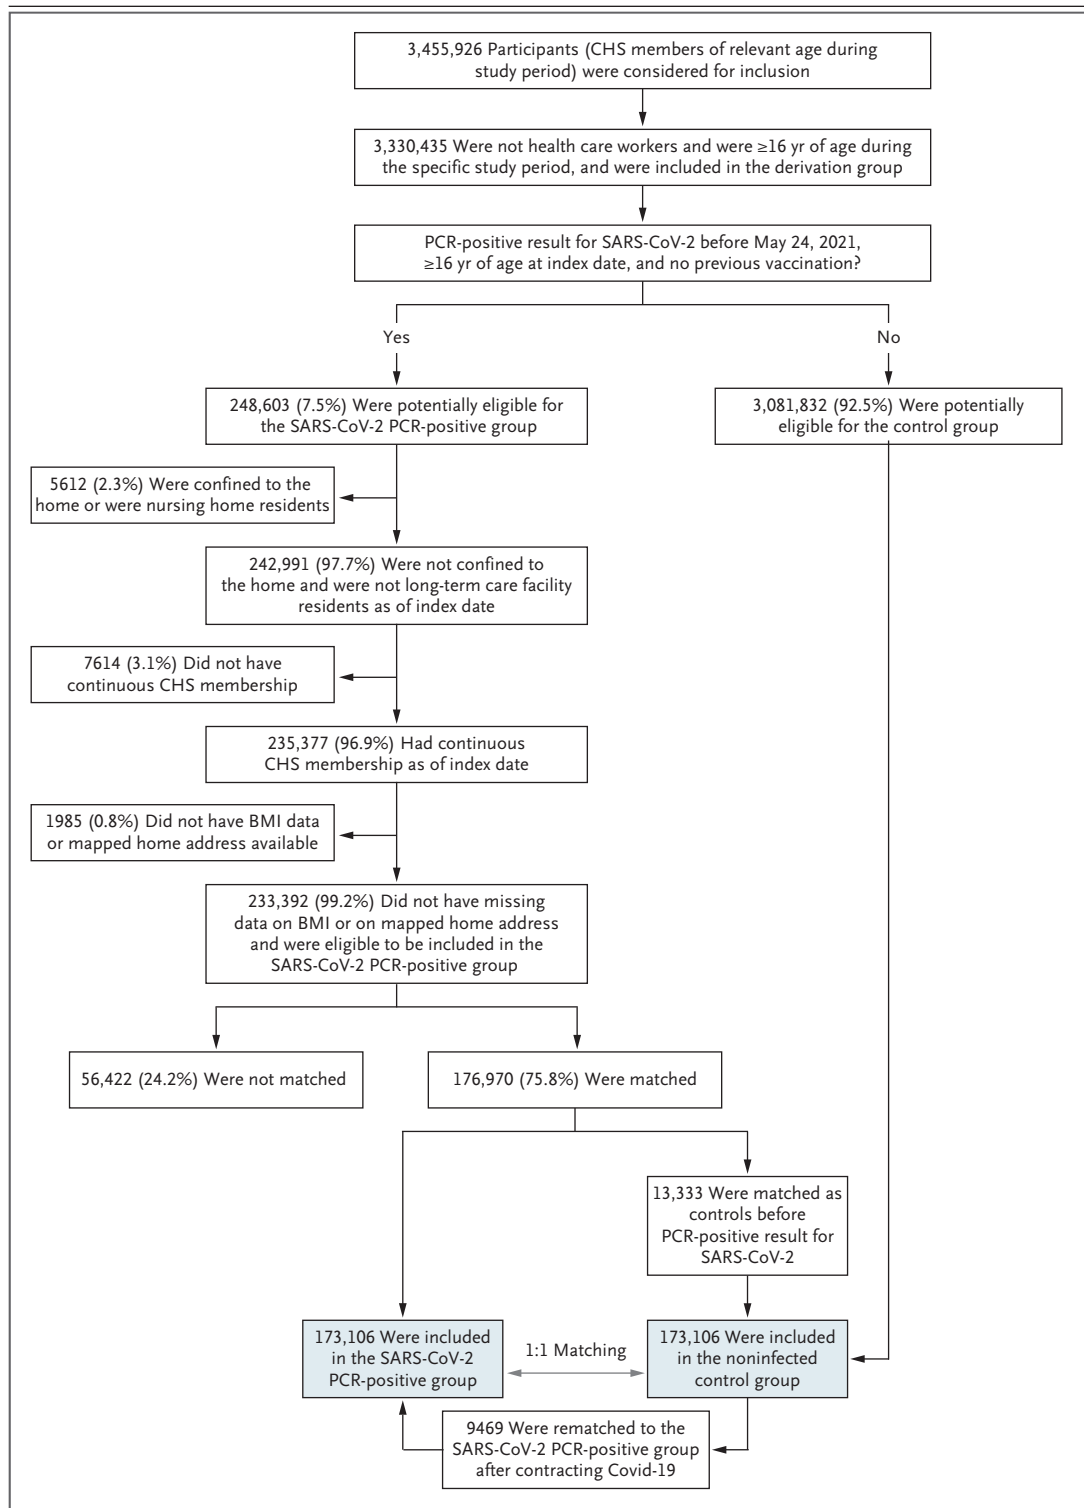 3,455,926 Participants (CHS members of relevant age during
study period) were considered for inclusion
3,330,435 Were not health care workers and were ≥16 yr of age during
the specific study period, and were included in the derivation group
PCR-positive result for SARS-CoV-2 before May 24, 2021,
≥16 yr of age at index date, and no previous vaccination?
Yes
No
248,603 (7.5%) Were potentially eligible for
the SARS-CoV-2 PCR-positive group
3,081,832 (92.5%) Were potentially
eligible for the control group
5612 (2.3%) Were confined to the
home or were nursing home residents
242,991 (97.7%) Were not confined to
the home and were not long-term care facility
residents as of index date
7614 (3.1%) Did not have
continuous CHS membership
235,377 (96.9%) Had continuous
CHS membership as of index date
1985 (0.8%) Did not have BMI data
or mapped home address available
233,392 (99.2%) Did not have missing
data on BMI or on mapped home address
and were eligible to be included in the
SARS-CoV-2 PCR-positive group
56,422 (24.2%) Were not matched
176,970 (75.8%) Were matched
13,333 Were matched as
controls before
PCR-positive result for
SARS-CoV-2
173,106 Were included
in the SARS-CoV-2
PCR-positive group
1:1 Matching
173,106 Were included
in the noninfected
control group
9469 Were rematched to the
SARS-CoV-2 PCR-positive group
after contracting Covid-19